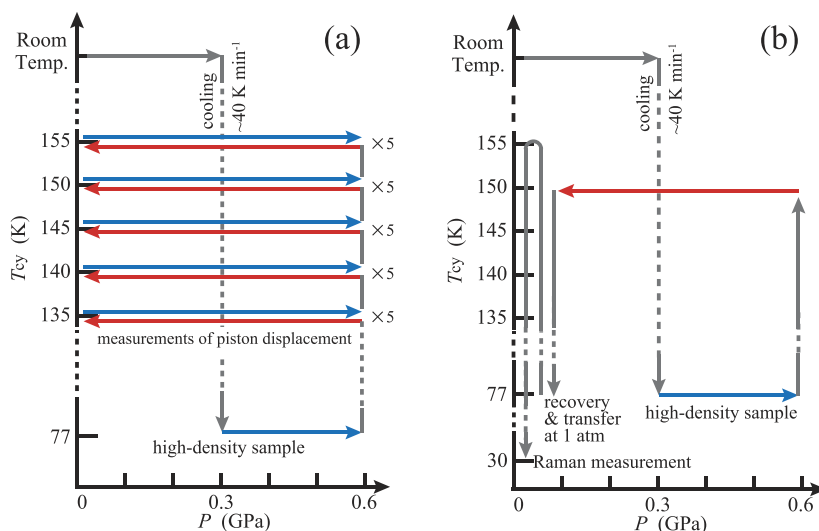 (a)
Room
Temp.
cooling
~40 K min⁻¹
155
150
145
140
135
77
Tcy (K)
×5
×5
×5
×5
×5
measurements of piston displacement
high-density sample
0
0.3
0.6
P (GPa)
(b)
Room
Temp.
cooling
~40 K min⁻¹
155
150
145
140
135
77
30
Tcy (K)
recovery
& transfer
at 1 atm
high-density sample
Raman measurement
0
0.3
0.6
P (GPa)